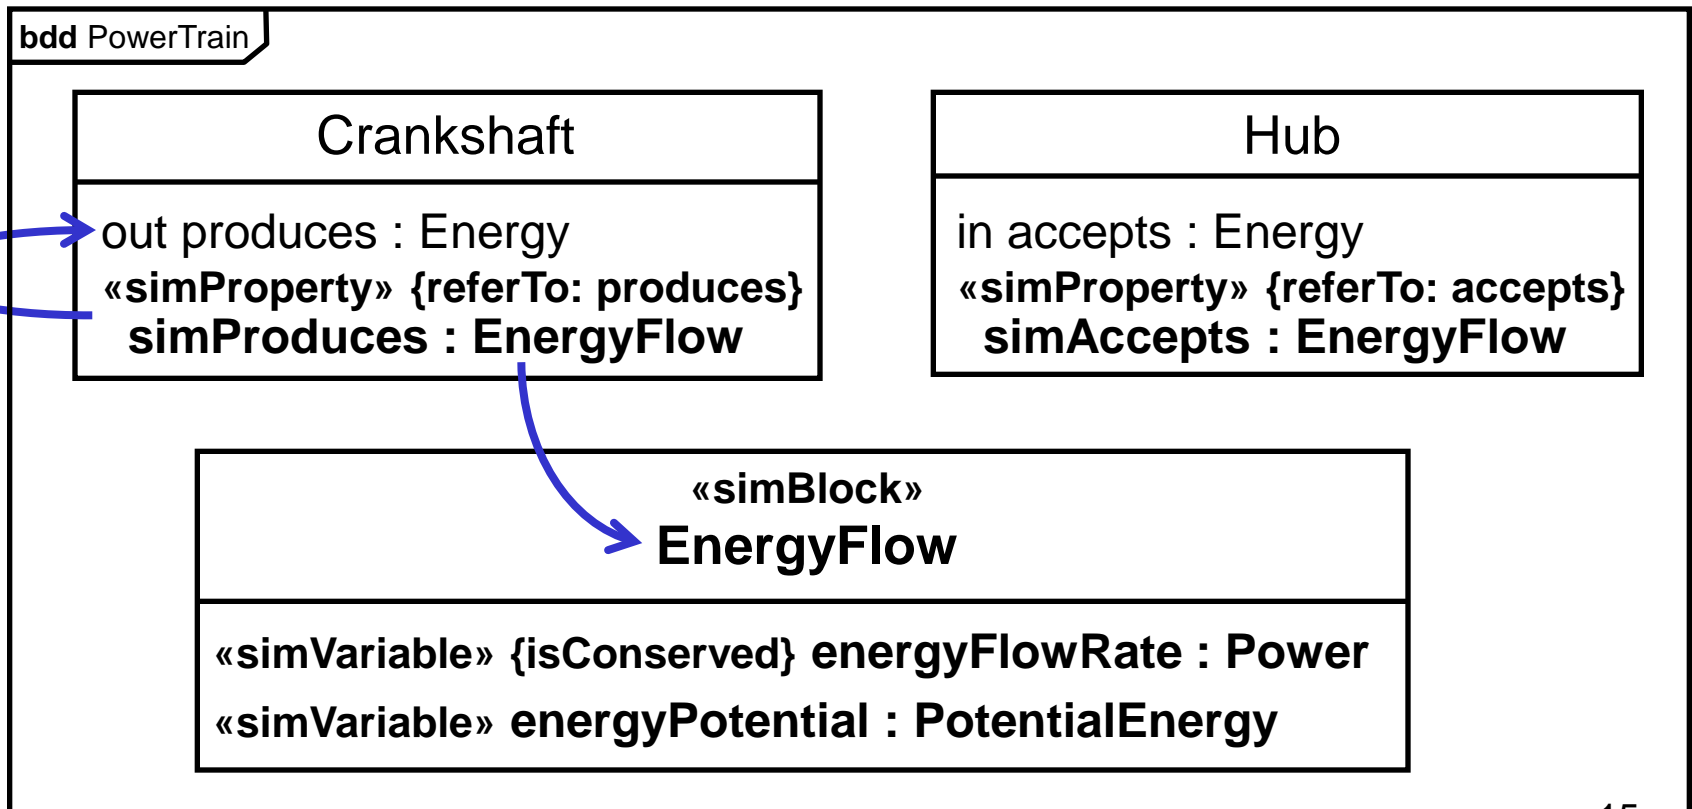 bdd PowerTrain
Crankshaft
out produces : Energy
«simProperty» {referTo: produces}
simProduces : EnergyFlow
Hub
in accepts : Energy
«simProperty» {referTo: accepts}
simAccepts : EnergyFlow
«simBlock»
EnergyFlow
«simVariable» {isConserved} energyFlowRate : Power
«simVariable» energyPotential : PotentialEnergy